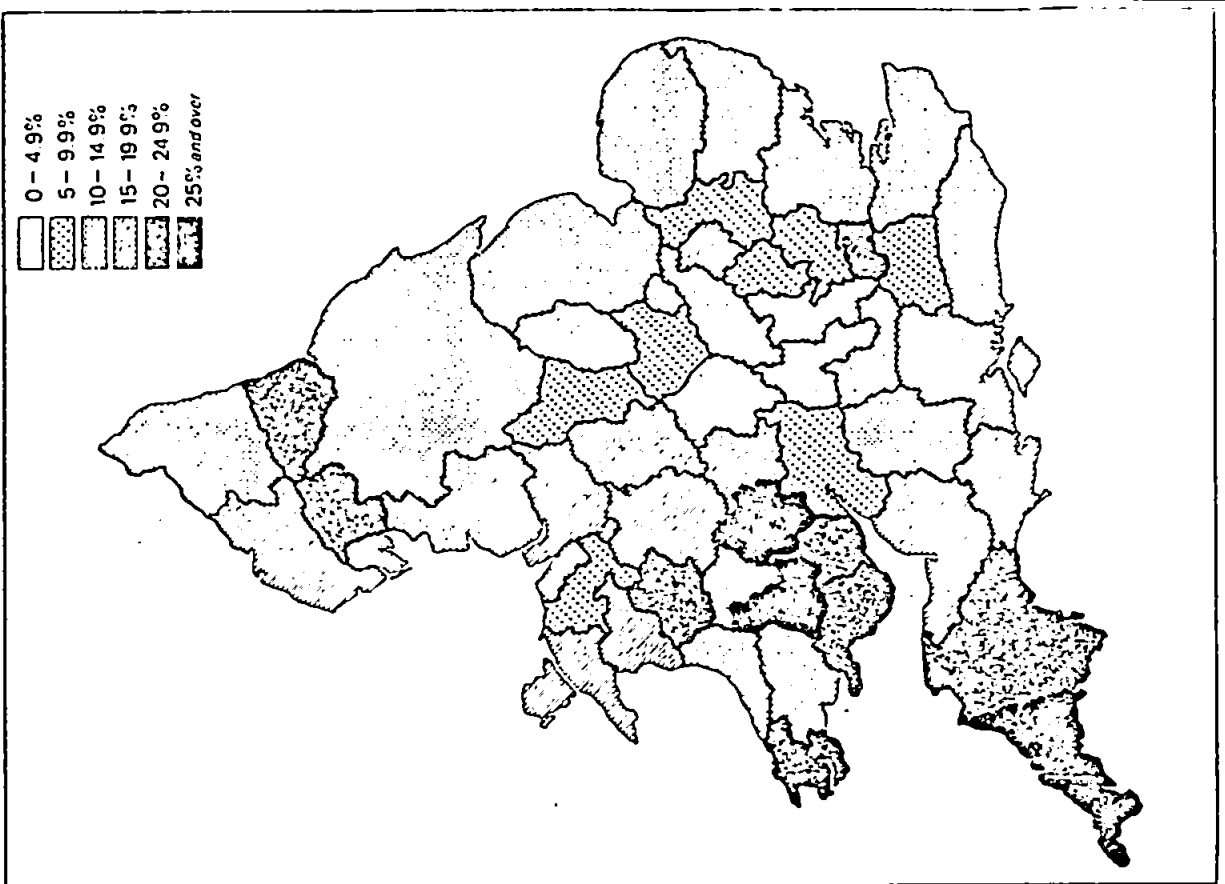 0 – 4.9%
5 – 9.9%
10 – 14.9%
15 – 19.9%
20 – 24.9%
25% and over